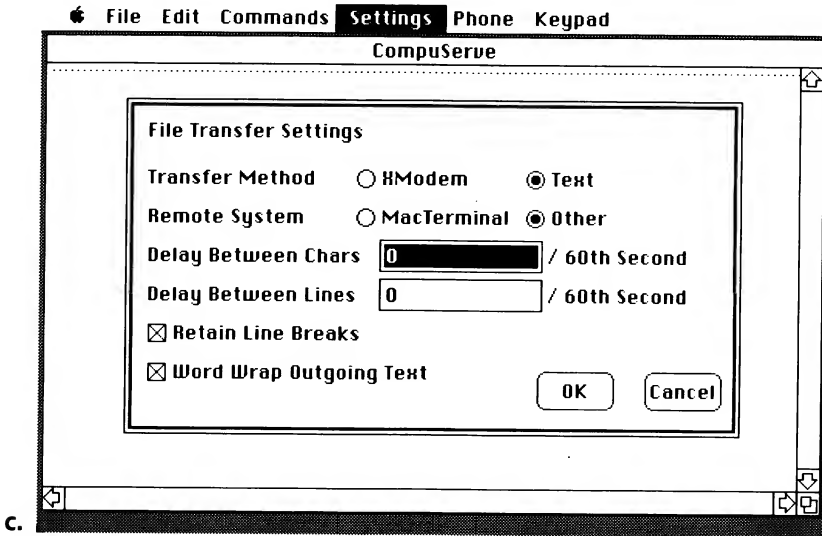 File Edit Commands Settings Phone Keypad
CompuServe
File Transfer Settings
Transfer Method XModem Text
Remote System MacTerminal Other
Delay Between Chars 0 / 60th Second
Delay Between Lines 0 / 60th Second
Retain Line Breaks
Word Wrap Outgoing Text
OK Cancel
c.